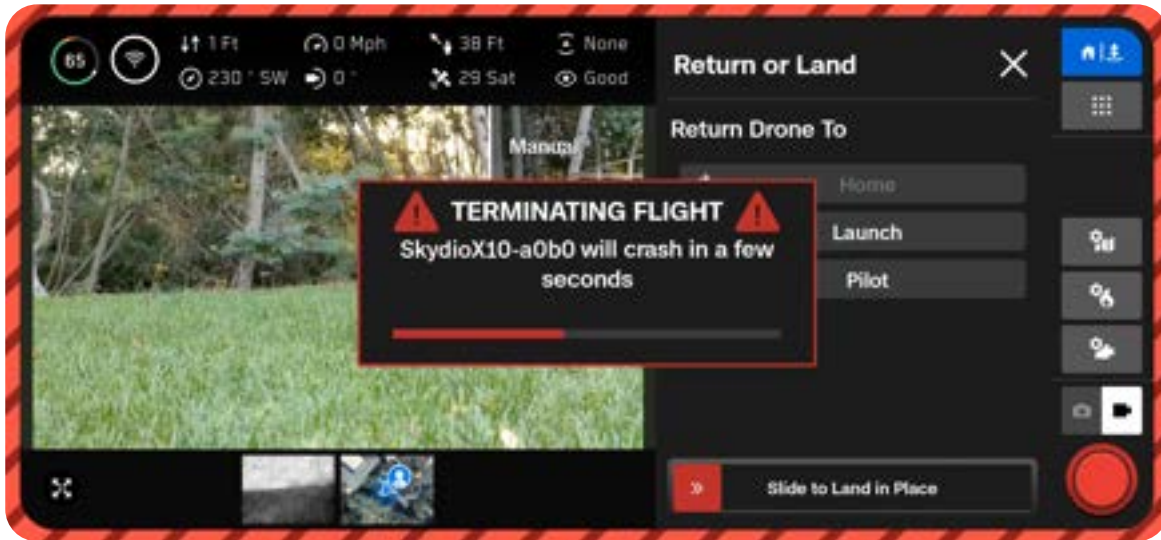 65
1 Ft
0 Mph
38 Ft
None
230° SW
0°
29 Sat
Good
Manual
Return or Land
Return Drone To
Home
Launch
Pilot
TERMINATING FLIGHT
SkydioX10-a0b0 will crash in a few
seconds
Slide to Land in Place